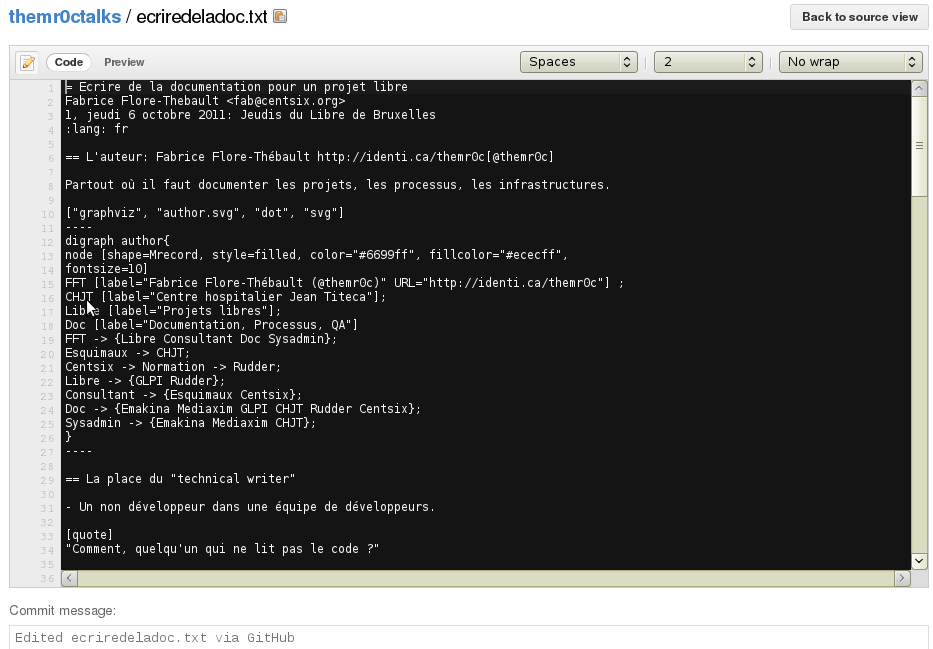 themr0ctalks / ecriredeladoc.txt
Back to source view
Code Preview Spaces 2 No wrap
1 = Ecrire de la documentation pour un projet libre
2 Fabrice Flore-Thebault <fab@centsix.org>
3 1, jeudi 6 octobre 2011: Jeudis du Libre de Bruxelles
4 :lang: fr
5
6 == L'auteur: Fabrice Flore-Thébault http://identi.ca/themr0c[@themr0c]
7
8 Partout où il faut documenter les projets, les processus, les infrastructures.
9
10 ["graphviz", "author.svg", "dot", "svg"]
11 ----
12 digraph author{
13 node [shape=Mrecord, style=filled, color="#6699ff", fillcolor="#ececff",
14 fontsize=10]
15 FFT [label="Fabrice Flore-Thébault (@themr0c)" URL="http://identi.ca/themr0c"] ;
16 CHJT [label="Centre hospitalier Jean Titeca"];
17 Libre [label="Projets libres"];
18 Doc [label="Documentation, Processus, QA"]
19 FFT -> {Libre Consultant Doc Sysadmin};
20 Esquimaux -> CHJT;
21 Centsix -> Normation -> Rudder;
22 Libre -> {GLPI Rudder};
23 Consultant -> {Esquimaux Centsix};
24 Doc -> {Emakina Mediaxim GLPI CHJT Rudder Centsix};
25 Sysadmin -> {Emakina Mediaxim CHJT};
26 }
27 ----
28
29 == La place du "technical writer"
30
31 - Un non développeur dans une équipe de développeurs.
32
33 [quote]
34 "Comment, quelqu'un qui ne lit pas le code ?"
35
36
Commit message:
Edited ecriredeladoc.txt via GitHub